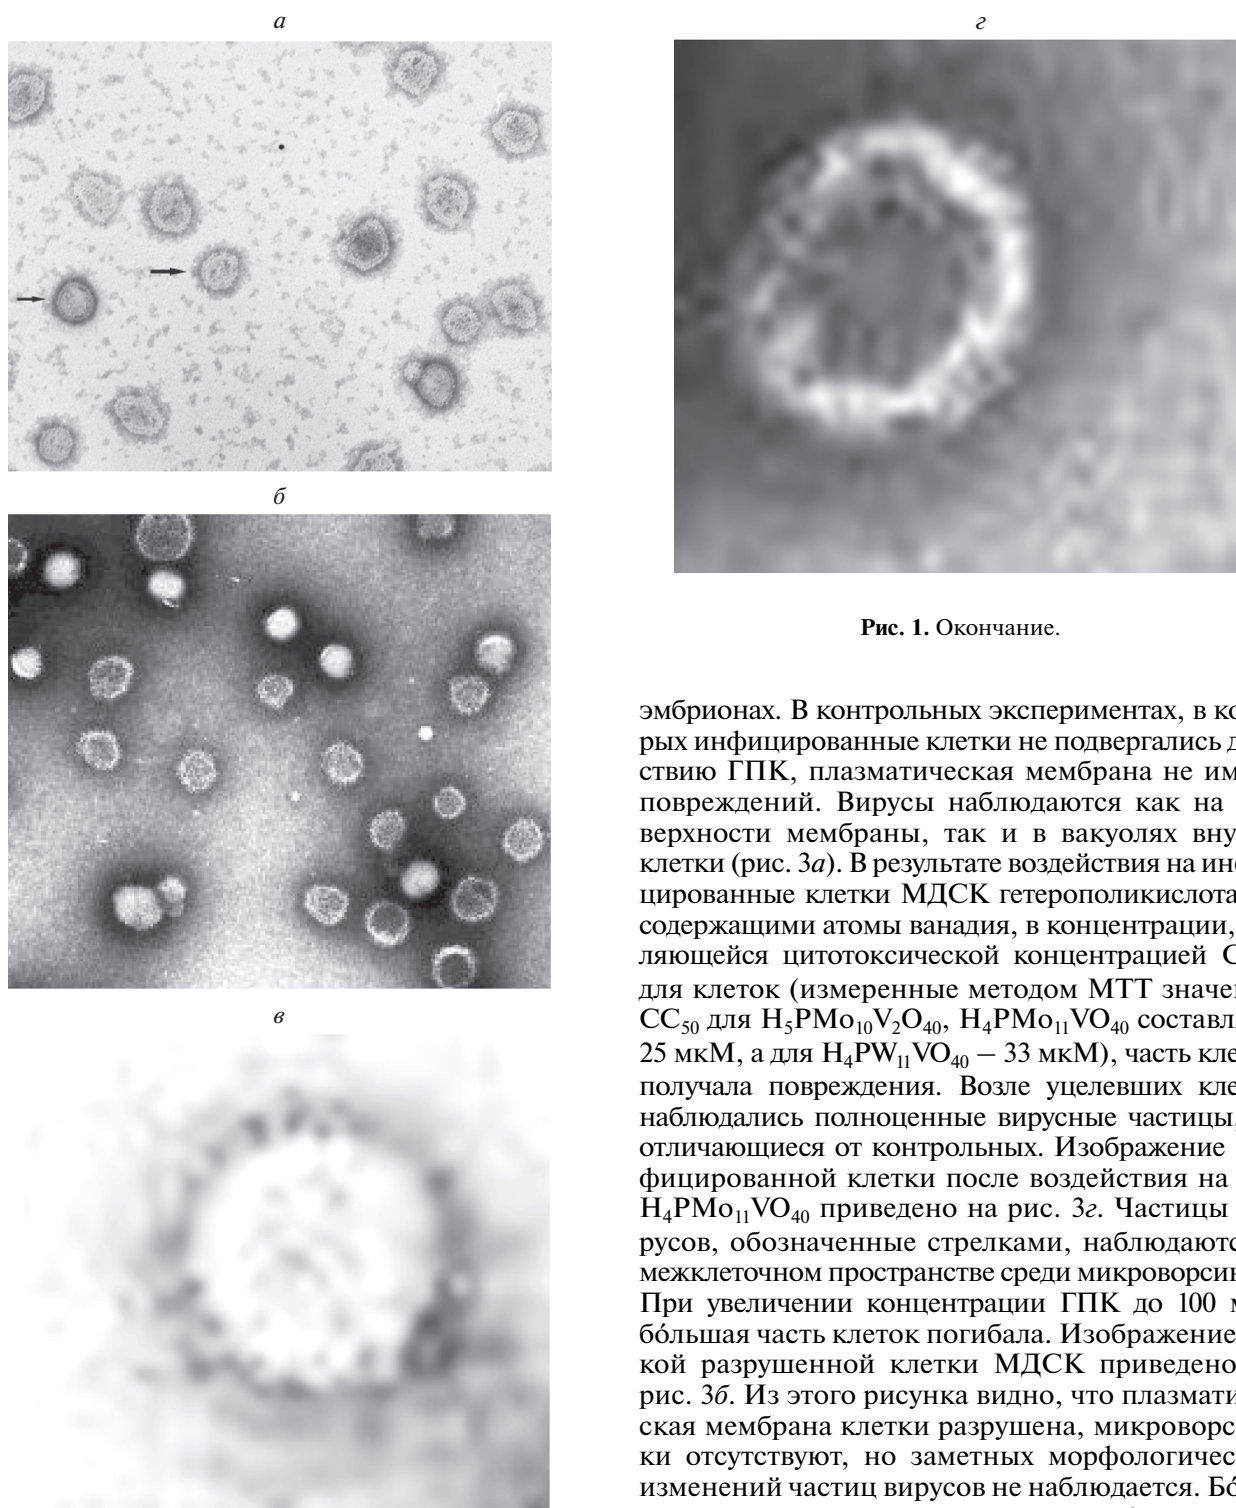 а
б
в
г
Рис. 1. Окончание.
эмбрионах. В контрольных экспериментах, в ко
рых инфицированные клетки не подвергались д
ствию ГПК, плазматическая мембрана не им
повреждений. Вирусы наблюдаются как на
верхности мембраны, так и в вакуолях вну
клетки (рис. 3а). В результате воздействия на ин
цированные клетки МДСК гетерополикислота
содержащими атомы ванадия, в концентрации,
ляющейся цитотоксической концентрацией С
для клеток (измеренные методом МТТ значе
CC₅₀ для H₅PMo₁₀V₂O₄₀, H₄PMo₁₁VO₄₀ составл
25 мкМ, а для H₄PW₁₁VO₄₀ – 33 мкМ), часть кле
получала повреждения. Возле уцелевших кле
наблюдались полноценные вирусные частицы,
отличающиеся от контрольных. Изображение
фицированной клетки после воздействия на
H₄PMo₁₁VO₄₀ приведено на рис. 3г. Частицы
русов, обозначенные стрелками, наблюдаютс
межклеточном пространстве среди микроворсин
При увеличении концентрации ГПК до 100 м
бо́льшая часть клеток погибала. Изображение
кой разрушенной клетки МДСК приведено
рис. 3б. Из этого рисунка видно, что плазмати
ская мембрана клетки разрушена, микроворс
ки отсутствуют, но заметных морфологичес
изменений частиц вирусов не наблюдается. Бо́